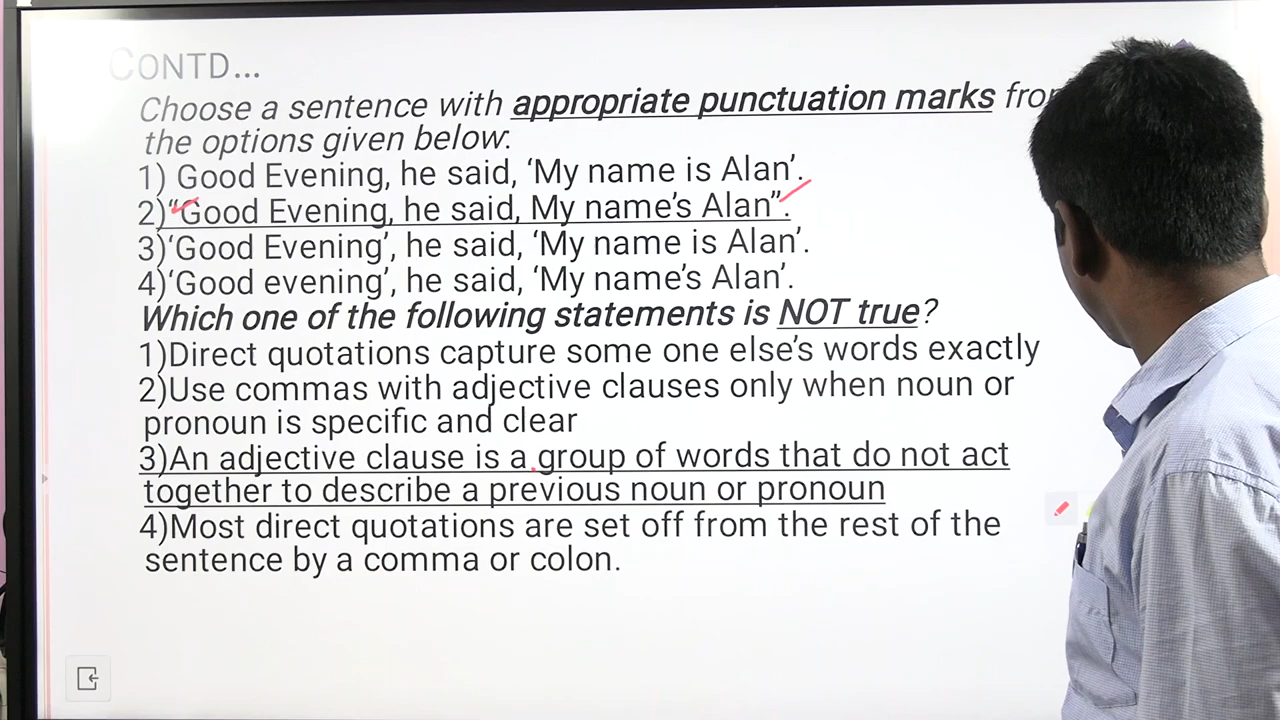 CONTD...
Choose a sentence with appropriate punctuation marks
the options given below.
1) Good Evening, he said, ‘My name is Alan’.
2)“Good Evening, he said, My name’s Alan”.
3)‘Good Evening’, he said, ‘My name is Alan’.
4)‘Good evening’, he said, ‘My name’s Alan’.
Which one of the following statements is NOT true?
1)Direct quotations capture some one else’s words exactly
2)Use commas with adjective clauses only when noun or
pronoun is specific and clear
3)An adjective clause is a group of words that do not act
together to describe a previous noun or pronoun
4)Most direct quotations are set off from the rest of the
sentence by a comma or colon.